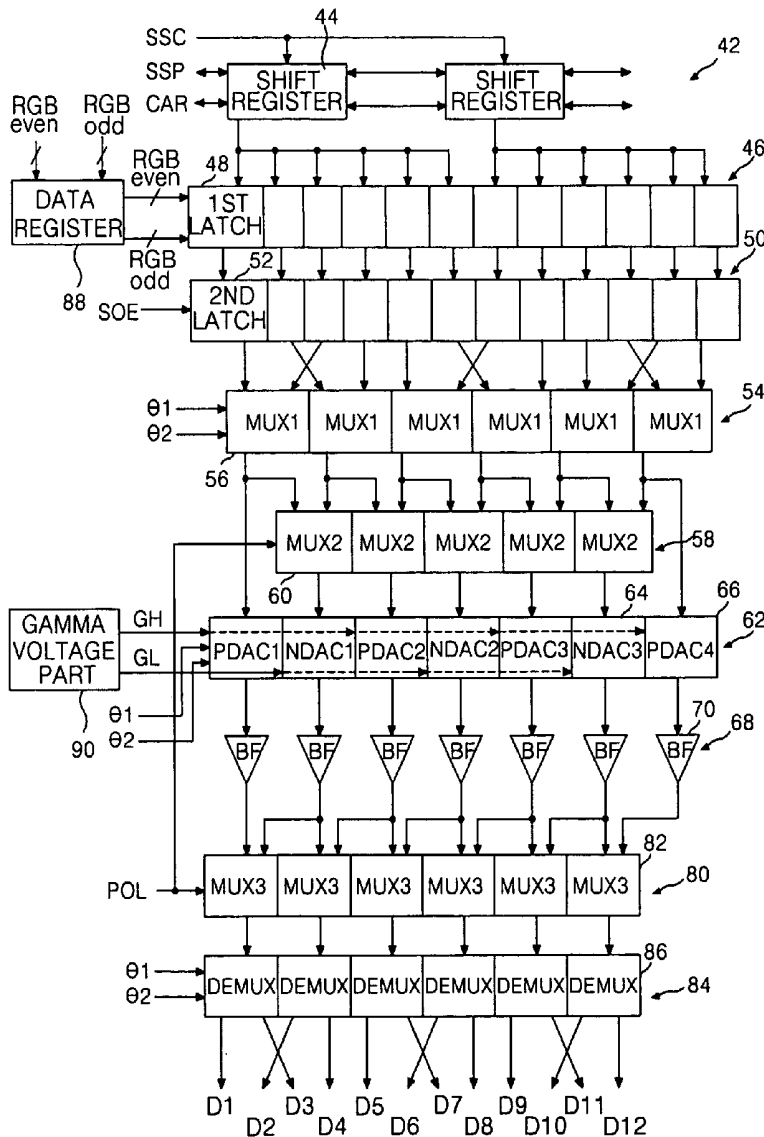 SSC
44
42
SSP
SHIFT
REGISTER
SHIFT
REGISTER
CAR
RGB
even
RGB
odd
RGB
even
48
46
DATA
REGISTER
1ST
LATCH
RGB
odd
88
52
50
SOE
2ND
LATCH
θ1
θ2
MUX1
MUX1
MUX1
MUX1
MUX1
MUX1
54
56
MUX2
MUX2
MUX2
MUX2
MUX2
58
60
64
66
GAMMA
VOLTAGE
PART
GH
GL
PDAC1
NDAC1
PDAC2
NDAC2
PDAC3
NDAC3
PDAC4
62
90
θ1
θ2
BF
BF
BF
BF
BF
BF
BF
70
68
82
POL
MUX3
MUX3
MUX3
MUX3
MUX3
MUX3
80
86
θ1
θ2
DEMUX
DEMUX
DEMUX
DEMUX
DEMUX
DEMUX
84
D1
D2
D3
D4
D5
D6
D7
D8
D9
D10
D11
D12